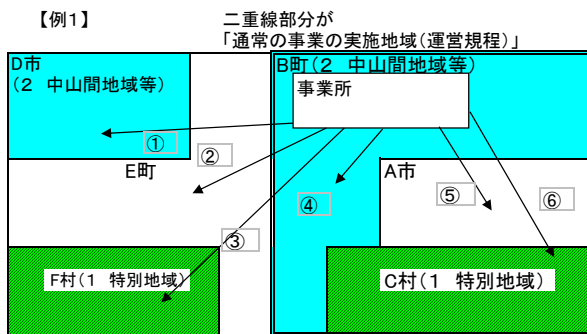 【例1】
二重線部分が
「通常の事業の実施地域(運営規程)」
D市
(2 中山間地域等)
B町(2 中山間地域等)
事業所
①
②
E町
A市
③
④
⑤
⑥
F村(1 特別地域)
C村(1 特別地域)